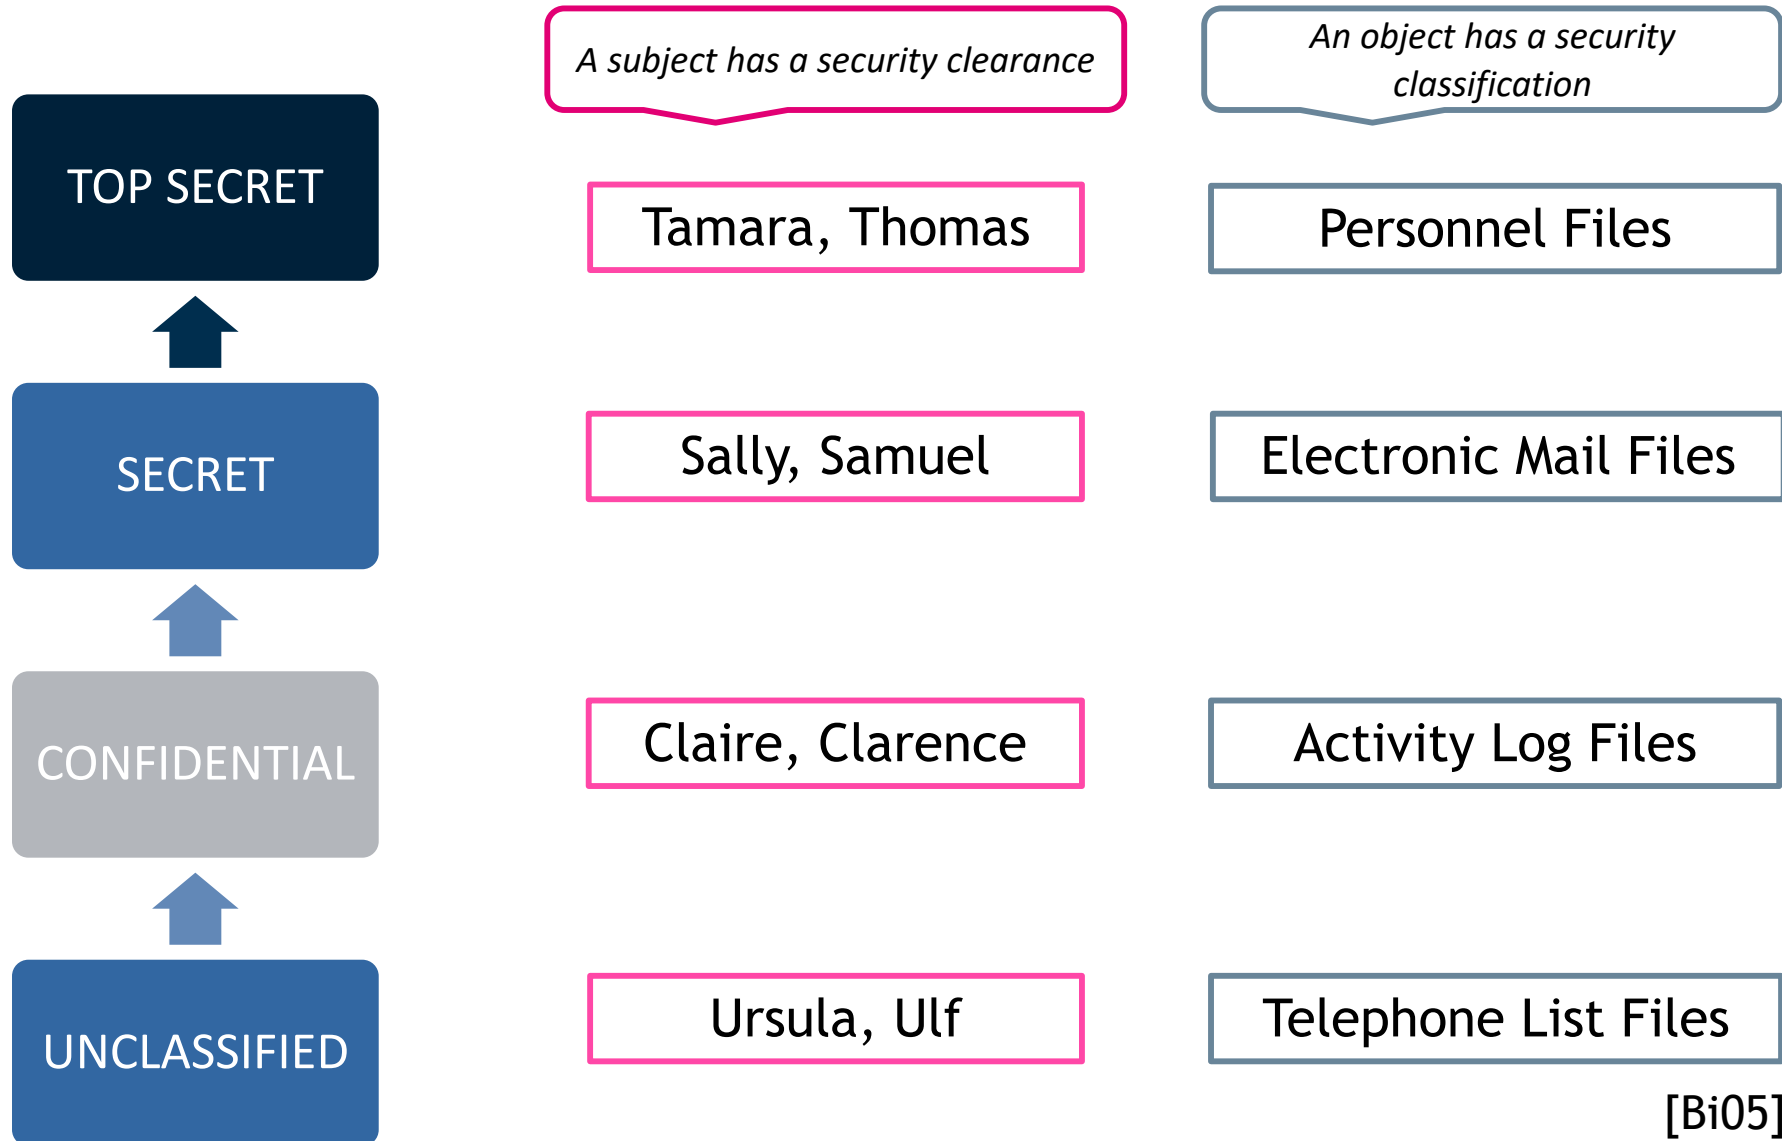 A subject has a security clearance
An object has a security
classification
TOP SECRET
Tamara, Thomas
Personnel Files
SECRET
Sally, Samuel
Electronic Mail Files
CONFIDENTIAL
Claire, Clarence
Activity Log Files
UNCLASSIFIED
Ursula, Ulf
Telephone List Files
[Bi05]